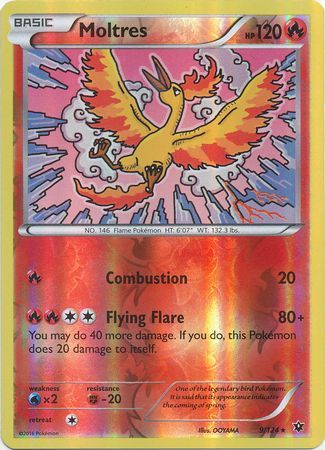 BASIC
Moltres
HP120
NO. 146 Flame Pokémon HT: 6'07" WT: 132.3 lbs.
Combustion 20
Flying Flare 80+
You may do 40 more damage. If you do, this Pokémon
does 20 damage to itself.
weakness
×2
resistance
-20
retreat
One of the legendary bird Pokémon.
It is said that its appearance indicates
the coming of spring.
Illus. OOYAMA
9/124 ★
©2016 Pokémon